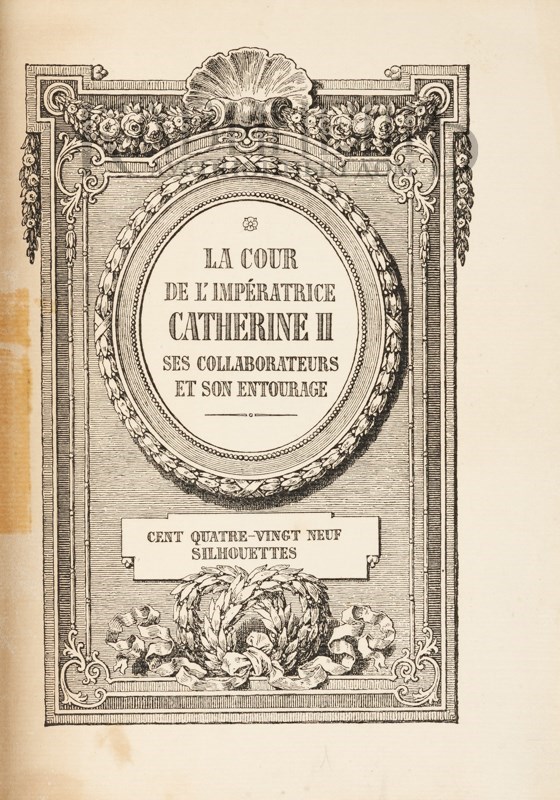 LA COUR
DE L'IMPÉRATRICE
CATHERINE II
SES COLLABORATEURS
ET SON ENTOURAGE
CENT QUATRE-VINGT NEUF
SILHOUETTES